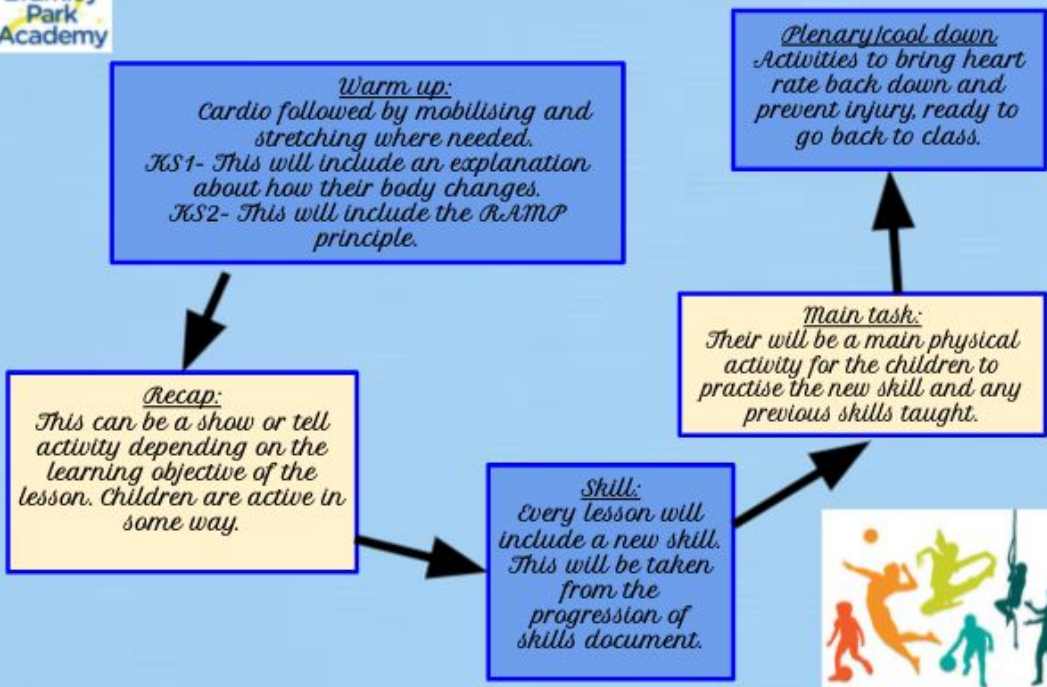 Park
Academy
Warm up:
Cardio followed by mobilising and
stretching where needed.
KS1- This will include an explanation
about how their body changes.
KS2- This will include the RAMP
principle.
Recap:
This can be a show or tell
activity depending on the
learning objective of the
lesson. Children are active in
some way.
Skill:
Every lesson will
include a new skill.
This will be taken
from the
progression of
skills document.
Main task:
Their will be a main physical
activity for the children to
practise the new skill and any
previous skills taught.
Plenary/cool down
Activities to bring heart
rate back down and
prevent injury, ready to
go back to class.